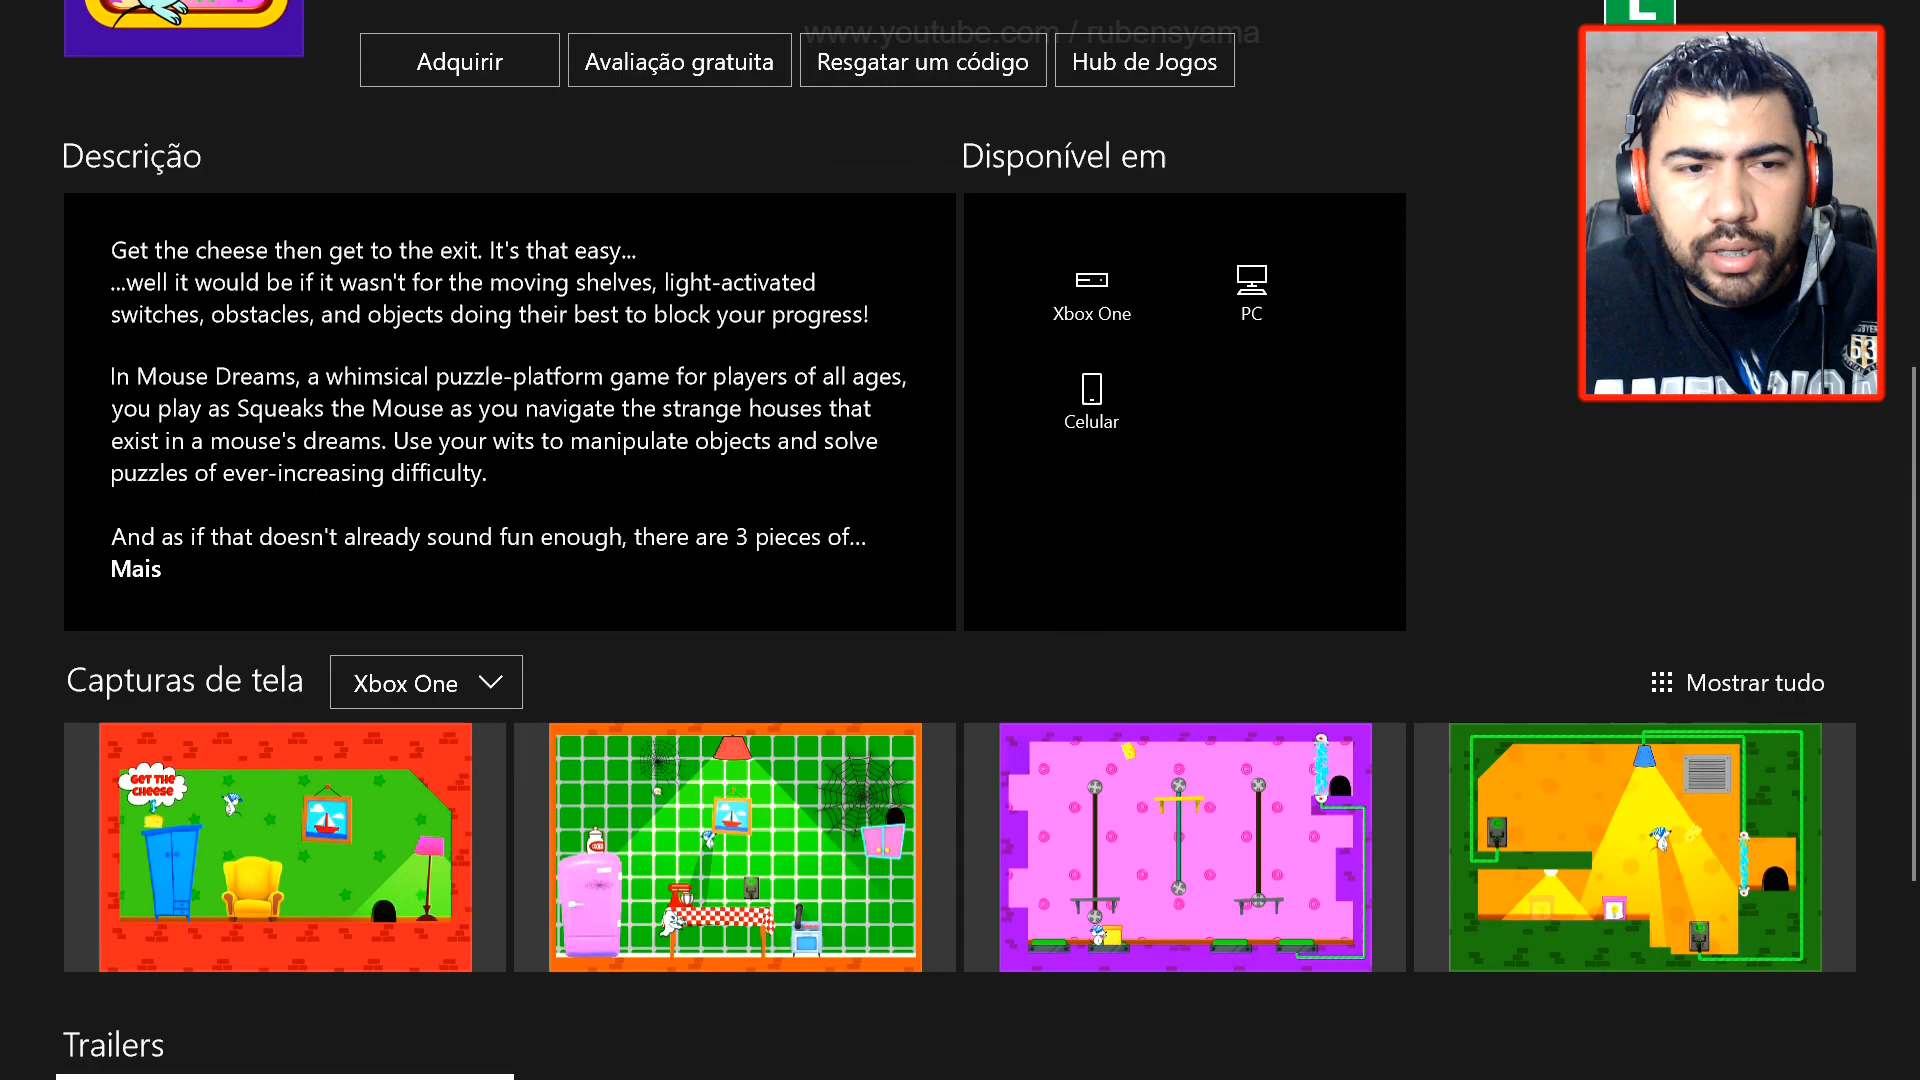 www.youtube.com / rubensyama
L
Adquirir
Avaliação gratuita
Resgatar um código
Hub de Jogos
Descrição
Disponível em
Get the cheese then get to the exit. It's that easy...
...well it would be if it wasn't for the moving shelves, light-activated
switches, obstacles, and objects doing their best to block your progress!
In Mouse Dreams, a whimsical puzzle-platform game for players of all ages,
you play as Squeaks the Mouse as you navigate the strange houses that
exist in a mouse's dreams. Use your wits to manipulate objects and solve
puzzles of ever-increasing difficulty.
And as if that doesn't already sound fun enough, there are 3 pieces of...
Mais
Xbox One
PC
Celular
53
Capturas de tela
Xbox One
Mostrar tudo
GET THE
CHEESE
Trailers